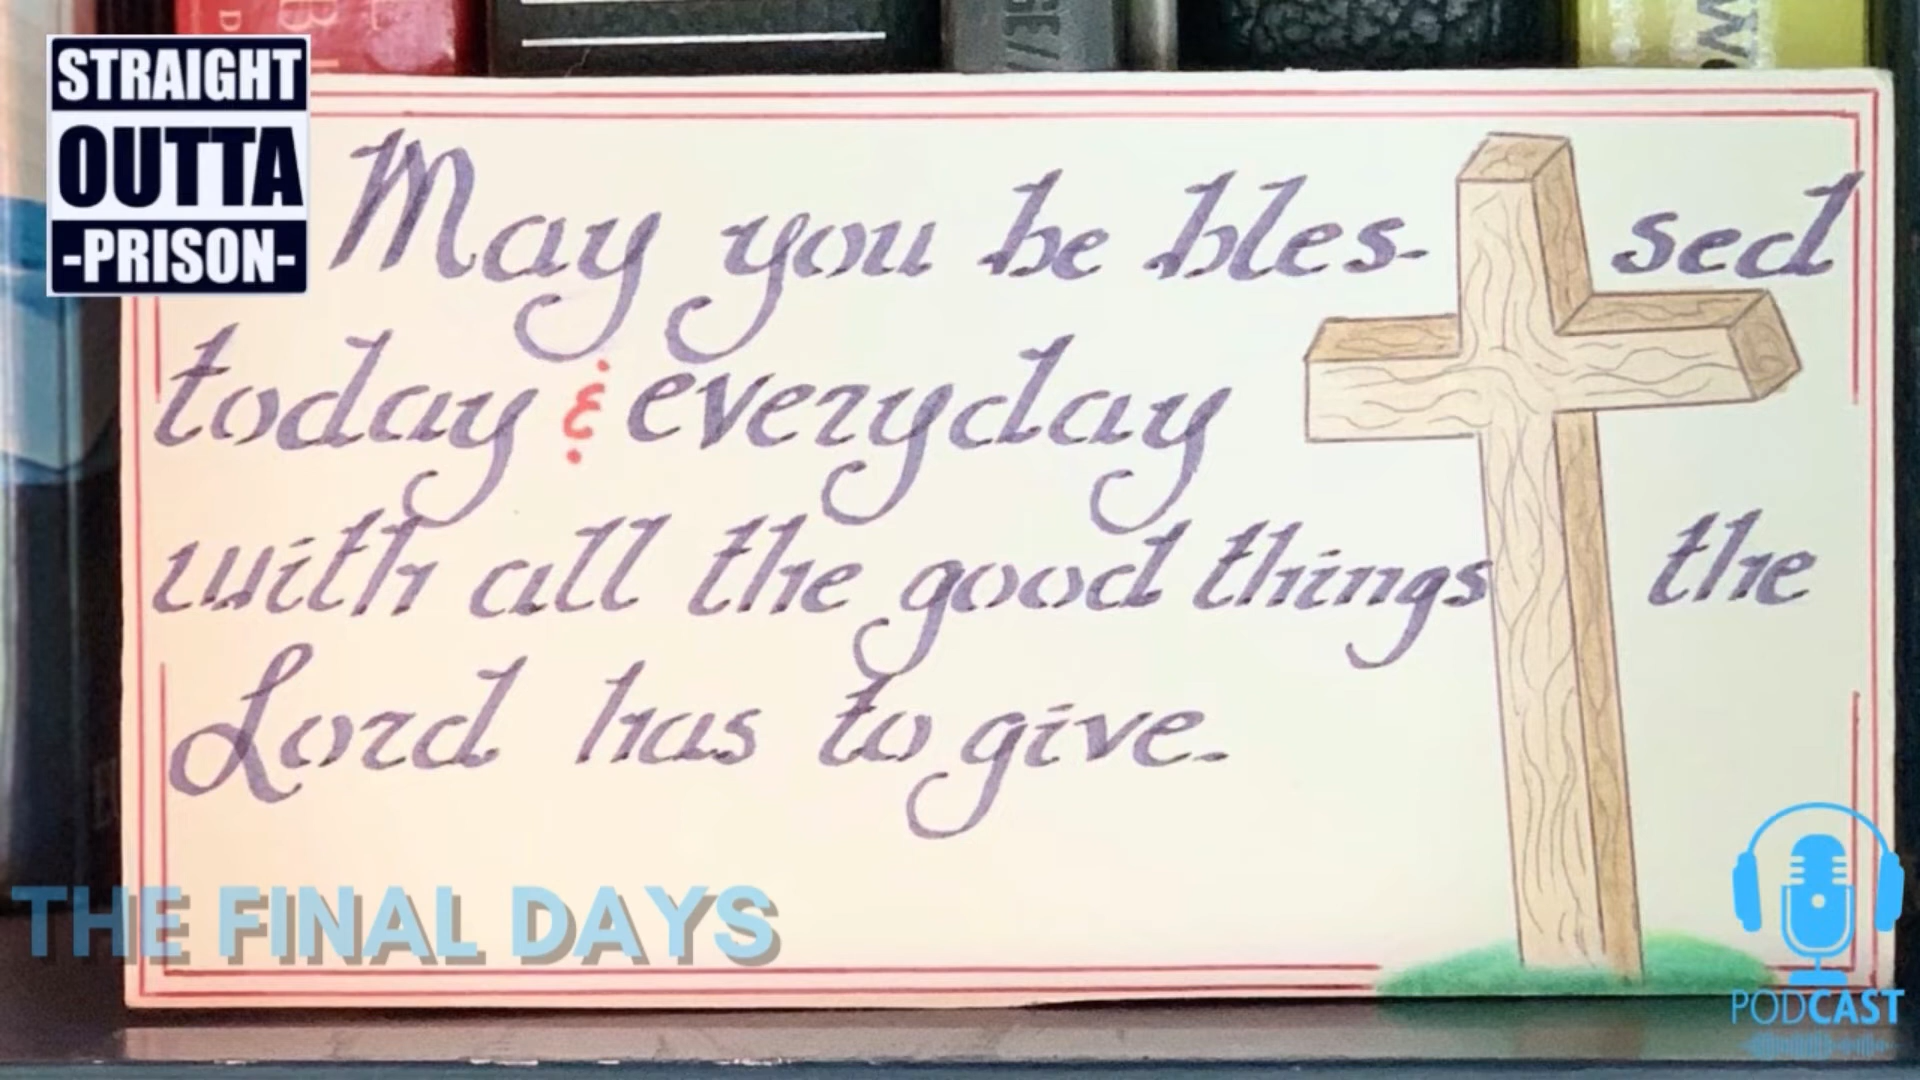 STRAIGHT
OUTTA
-PRISON-
May you be bles- sed
today & everyday
with all the good things the
Lord has to give.
THE FINAL DAYS
PODCAST